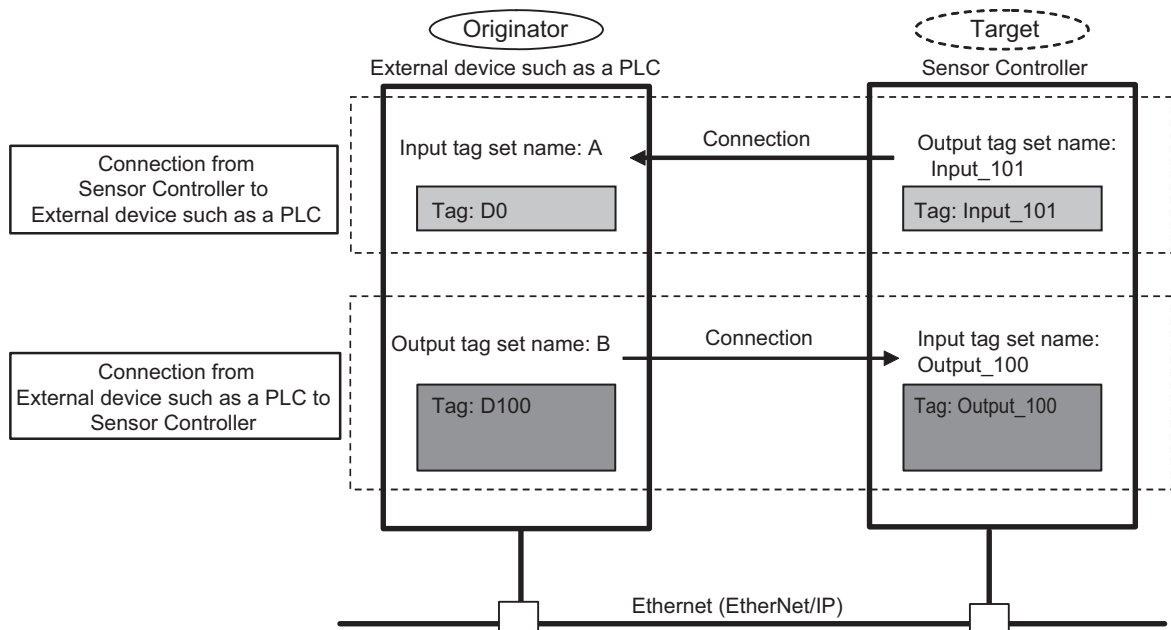 Originator
Target
External device such as a PLC
Sensor Controller
Connection from
Sensor Controller to
External device such as a PLC
Input tag set name: A
Connection
Output tag set name:
Input_101
Tag: D0
Tag: Input_101
Connection from
External device such as a PLC to
Sensor Controller
Output tag set name: B
Connection
Input tag set name:
Output_100
Tag: D100
Tag: Output_100
Ethernet (EtherNet/IP)